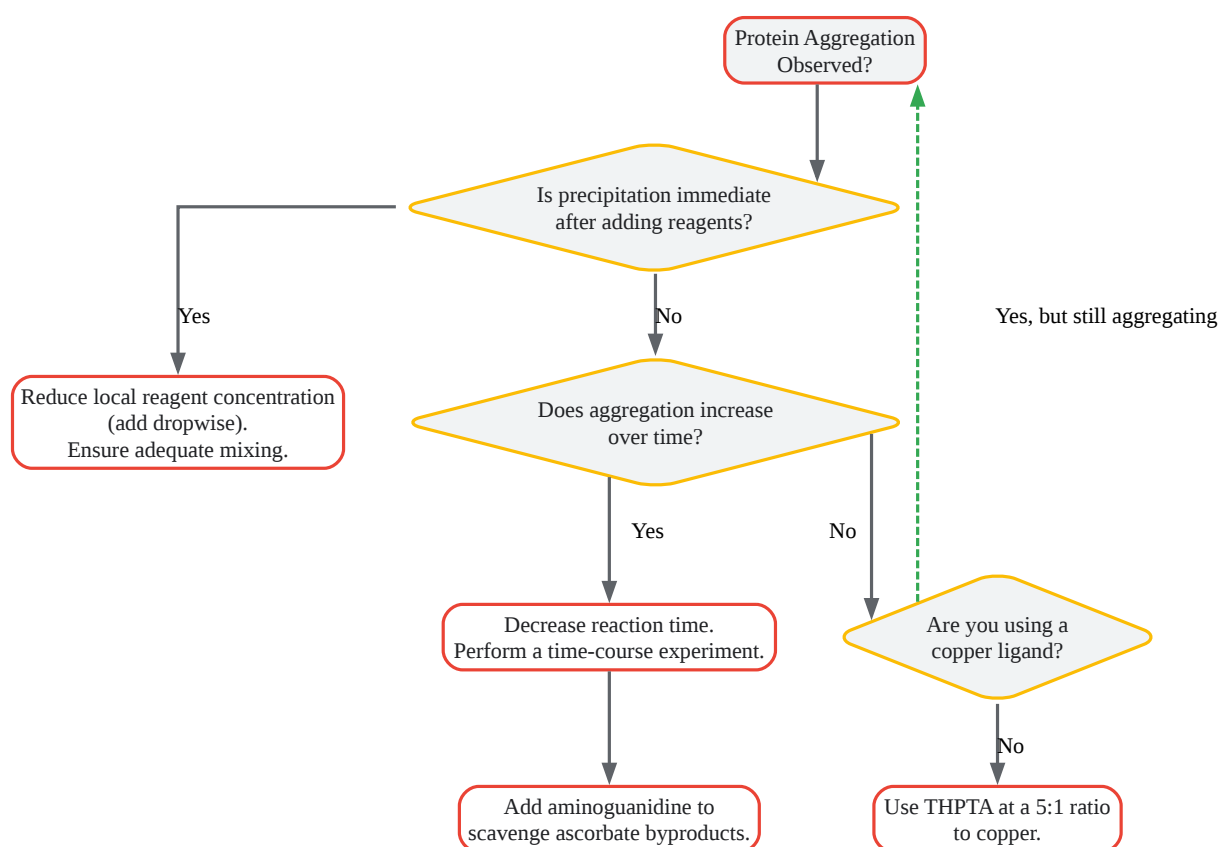 Protein Aggregation
Observed?
Is precipitation immediate
after adding reagents?
Yes
No
Yes, but still aggregating
Reduce local reagent concentration
(add dropwise).
Ensure adequate mixing.
Does aggregation increase
over time?
Yes
No
Decrease reaction time.
Perform a time-course experiment.
Are you using a
copper ligand?
No
Add aminoguanidine to
scavenge ascorbate byproducts.
Use THPTA at a 5:1 ratio
to copper.